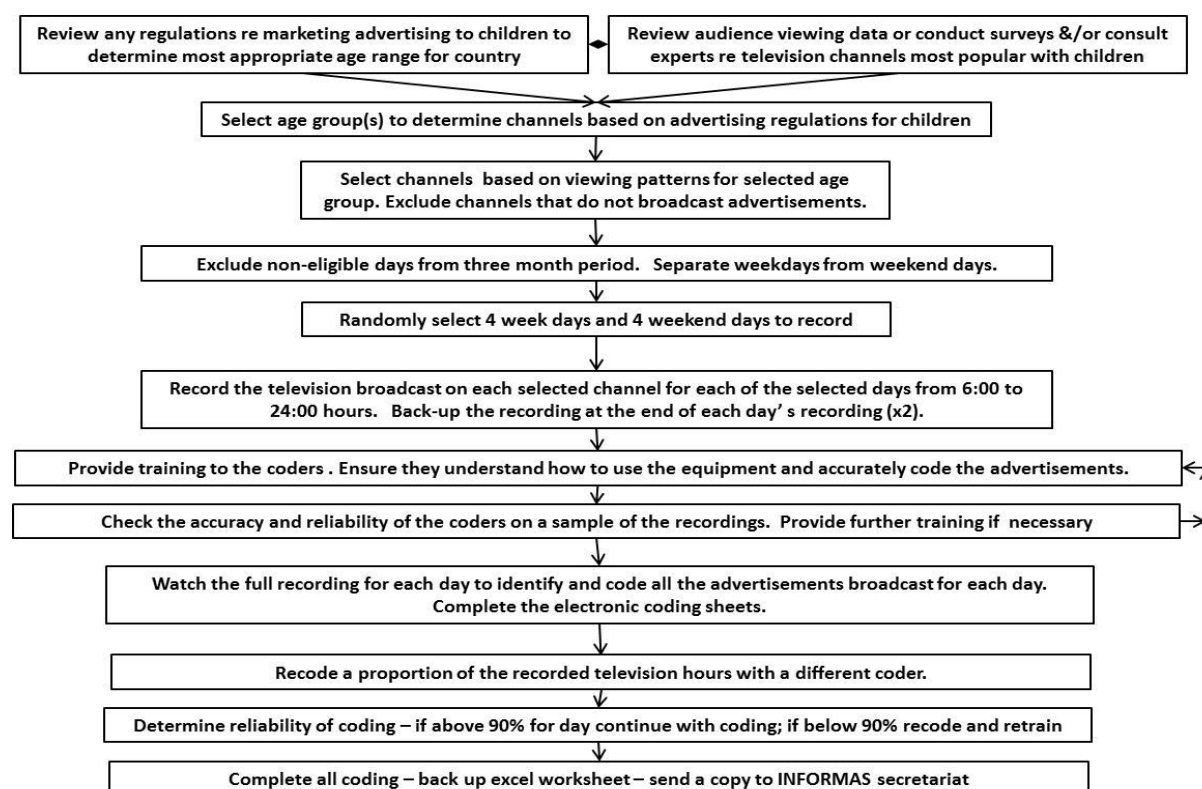 Review any regulations re marketing advertising to children to
determine most appropriate age range for country
Review audience viewing data or conduct surveys &/or consult
experts re television channels most popular with children
Select age group(s) to determine channels based on advertising regulations for children
Select channels based on viewing patterns for selected age
group. Exclude channels that do not broadcast advertisements.
Exclude non-eligible days from three month period. Separate weekdays from weekend days.
Randomly select 4 week days and 4 weekend days to record
Record the television broadcast on each selected channel for each of the selected days from 6:00 to
24:00 hours. Back-up the recording at the end of each day' s recording (x2).
Provide training to the coders . Ensure they understand how to use the equipment and accurately code the advertisements.
Check the accuracy and reliability of the coders on a sample of the recordings. Provide further training if necessary
Watch the full recording for each day to identify and code all the advertisements broadcast for each day.
Complete the electronic coding sheets.
Recode a proportion of the recorded television hours with a different coder.
Determine reliability of coding – if above 90% for day continue with coding; if below 90% recode and retrain
Complete all coding – back up excel worksheet – send a copy to INFORMAS secretariat